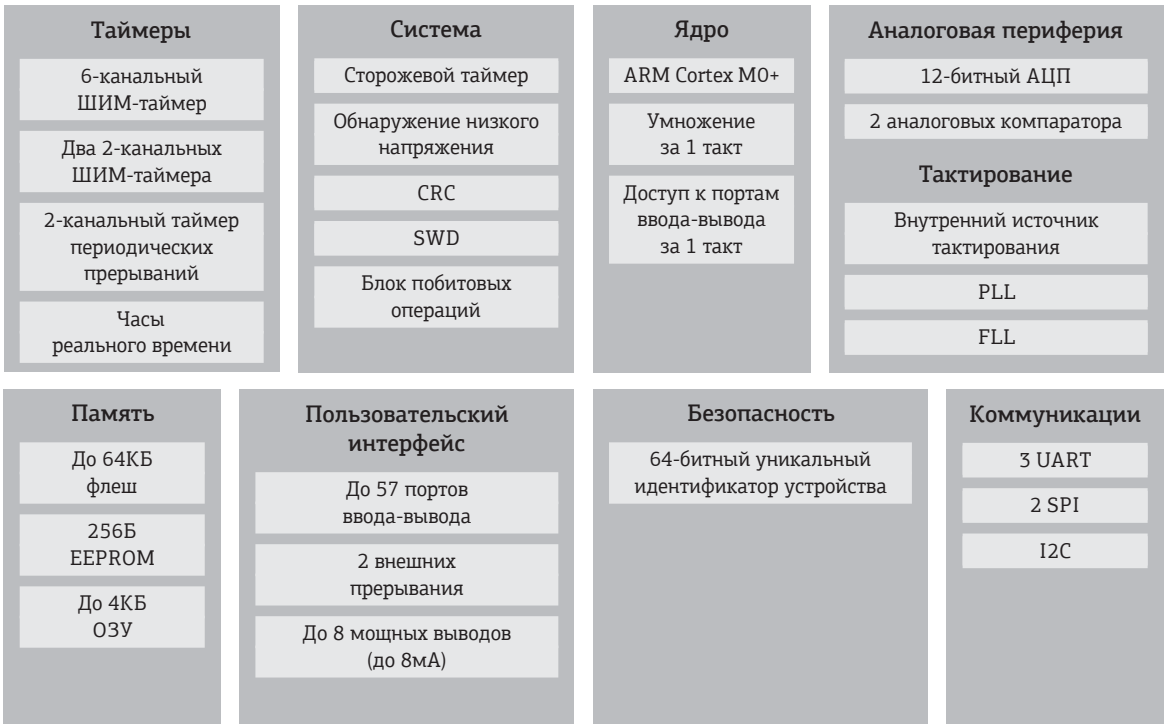 Таймеры
6-канальный
ШИМ-таймер
Два 2-канальных
ШИМ-таймера
2-канальный таймер
периодических
прерываний
Часы
реального времени
Система
Сторожевой таймер
Обнаружение низкого
напряжения
CRC
SWD
Блок побитовых
операций
Ядро
ARM Cortex M0+
Умножение
за 1 такт
Доступ к портам
ввода-вывода
за 1 такт
Аналоговая периферия
12-битный АЦП
2 аналоговых компаратора
Тактирование
Внутренний источник
тактирования
PLL
FLL
Память
До 64КБ
флеш
256Б
EEPROM
До 4КБ
ОЗУ
Пользовательский
интерфейс
До 57 портов
ввода-вывода
2 внешних
прерывания
До 8 мощных выводов
(до 8мА)
Безопасность
64-битный уникальный
идентификатор устройства
Коммуникации
3 UART
2 SPI
I2C